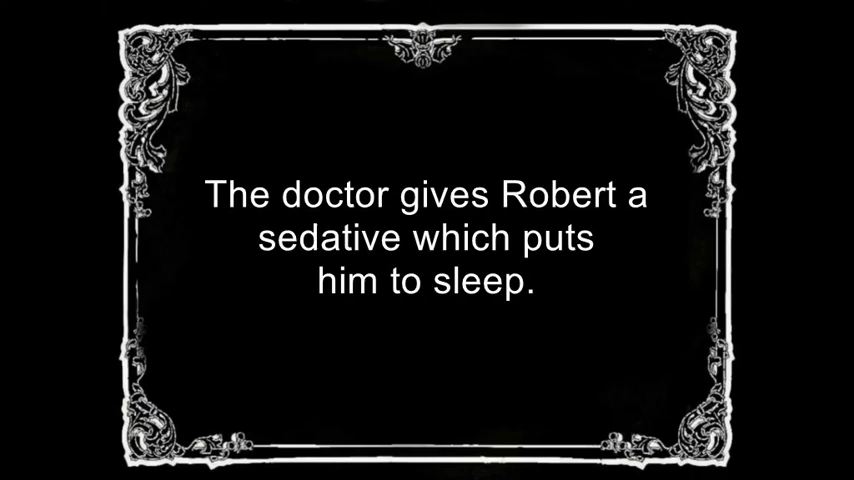 The doctor gives Robert a
sedative which puts
him to sleep.